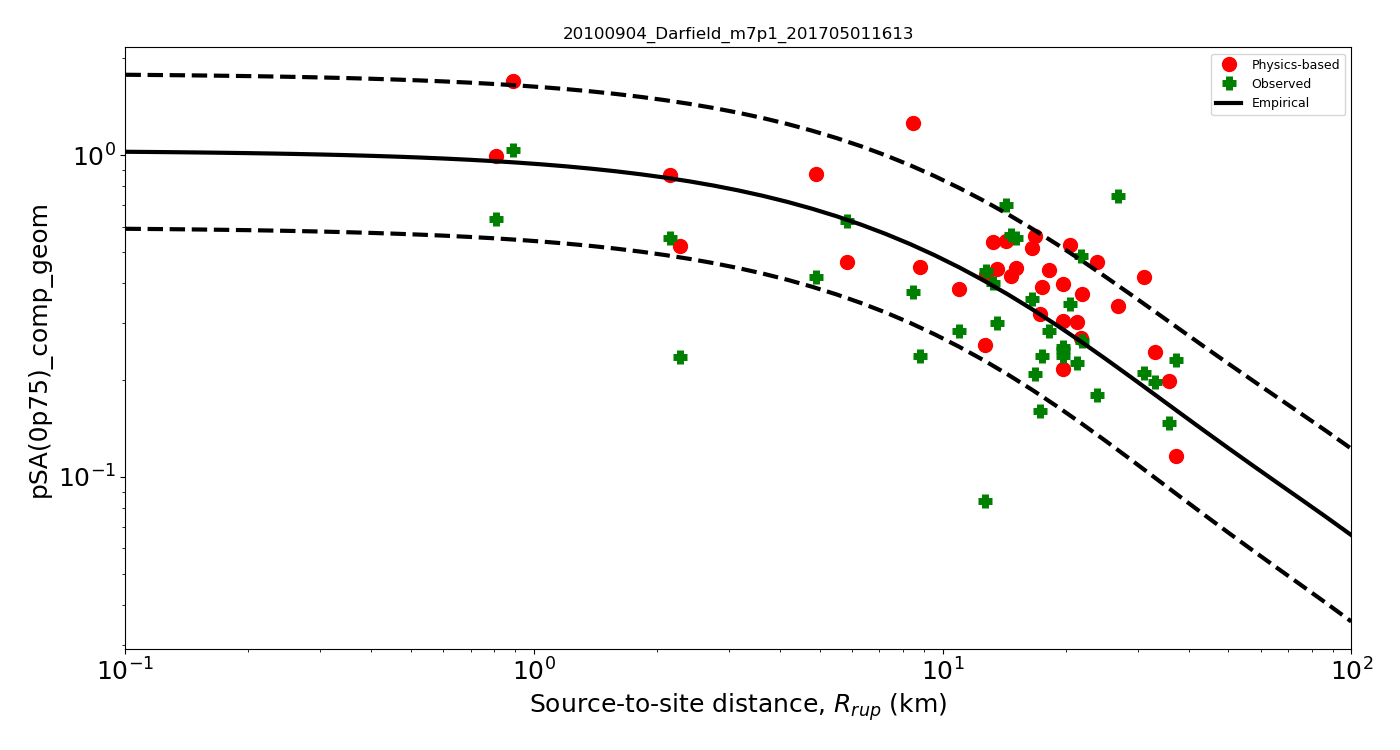 20100904_Darfield_m7p1_201705011613
Physics-based
Observed
Empirical
pSA(0p75)_comp_geom
10⁰
10⁻¹
10⁻¹ 10⁰ 10¹ 10²
Source-to-site distance, R_rup (km)